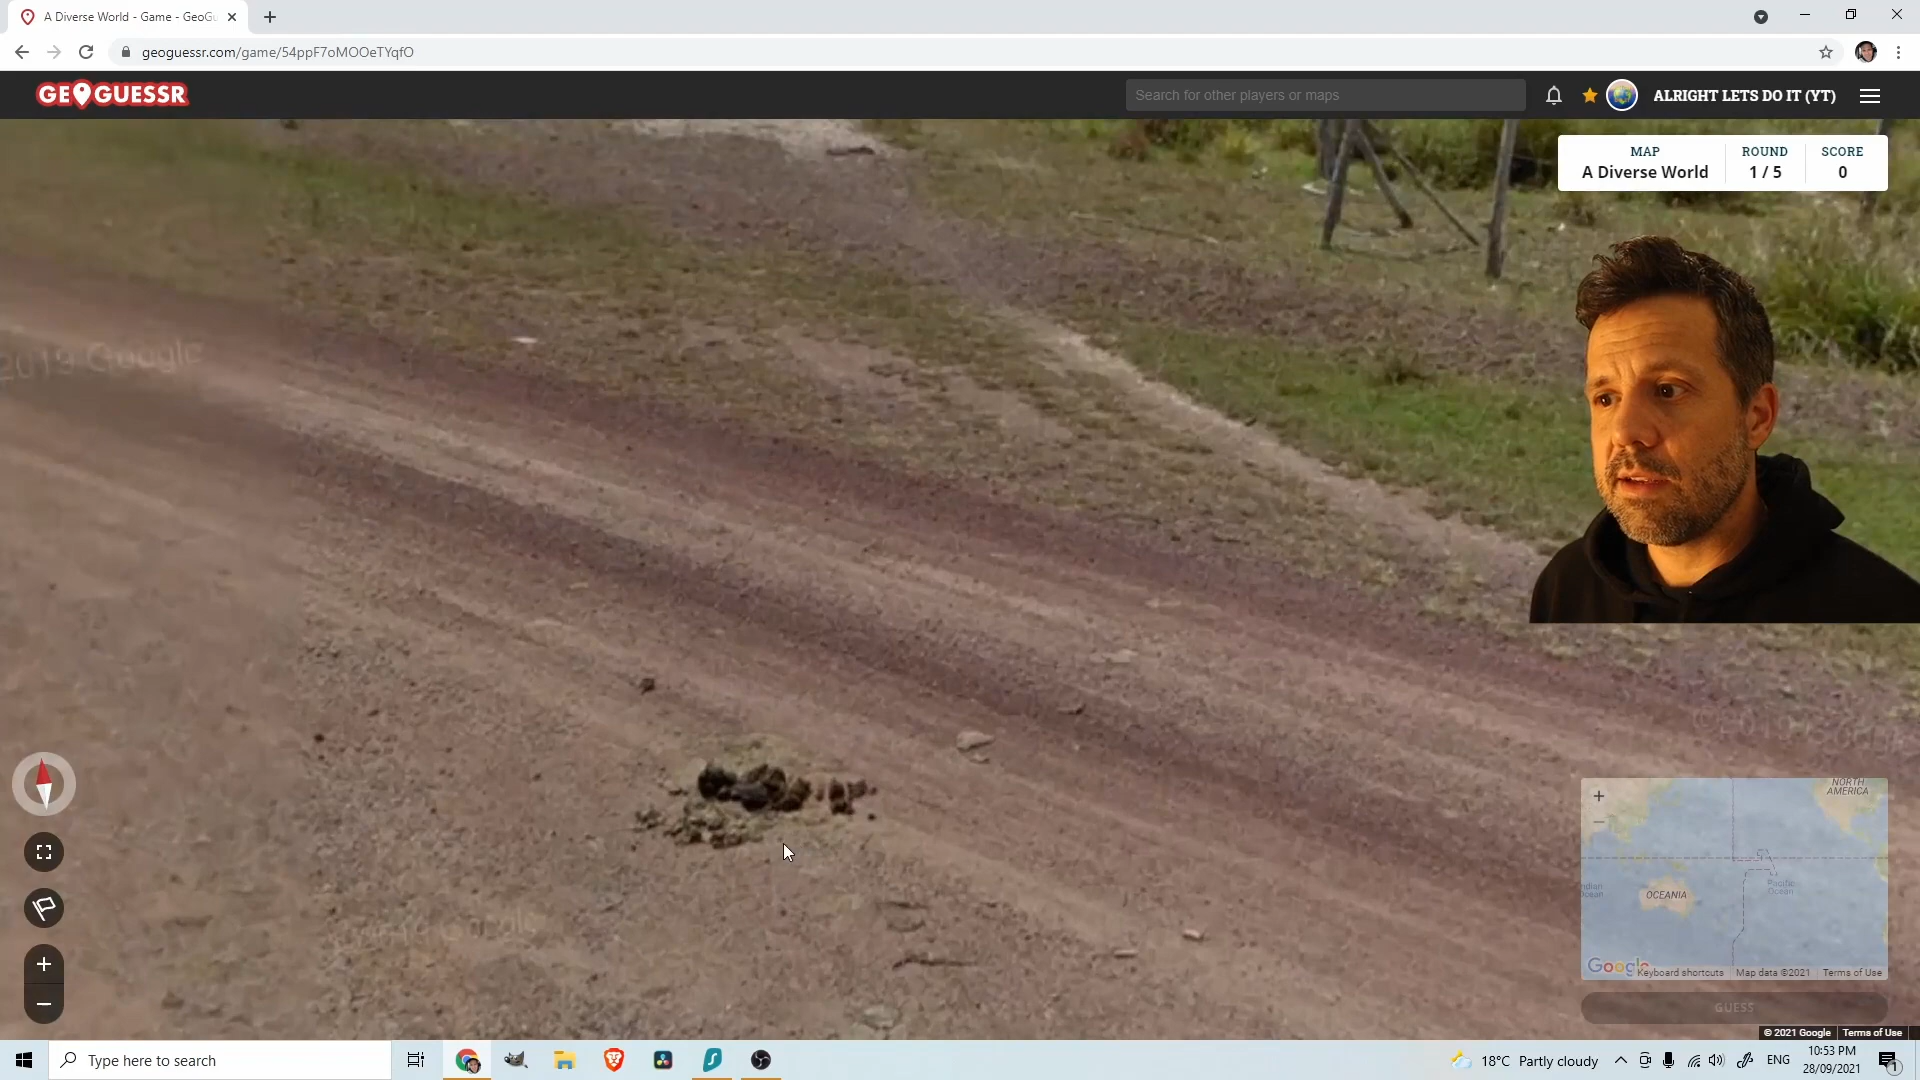 A Diverse World - Game - GeoGu
geoguessr.com/game/54ppF7oMOOeTYqfO
GEOGUESSR
Search for other players or maps
ALRIGHT LETS DO IT (YT)
MAP ROUND SCORE
A Diverse World 1 / 5 0
2019 Google
NORTH
AMERICA
OCEANIA
Pacific
Ocean
Google Keyboard shortcuts Map data ©2021 Terms of Use
GUESS
© 2021 Google Terms of Use
Type here to search
18°C Partly cloudy ENG 10:53 PM
28/09/2021 1